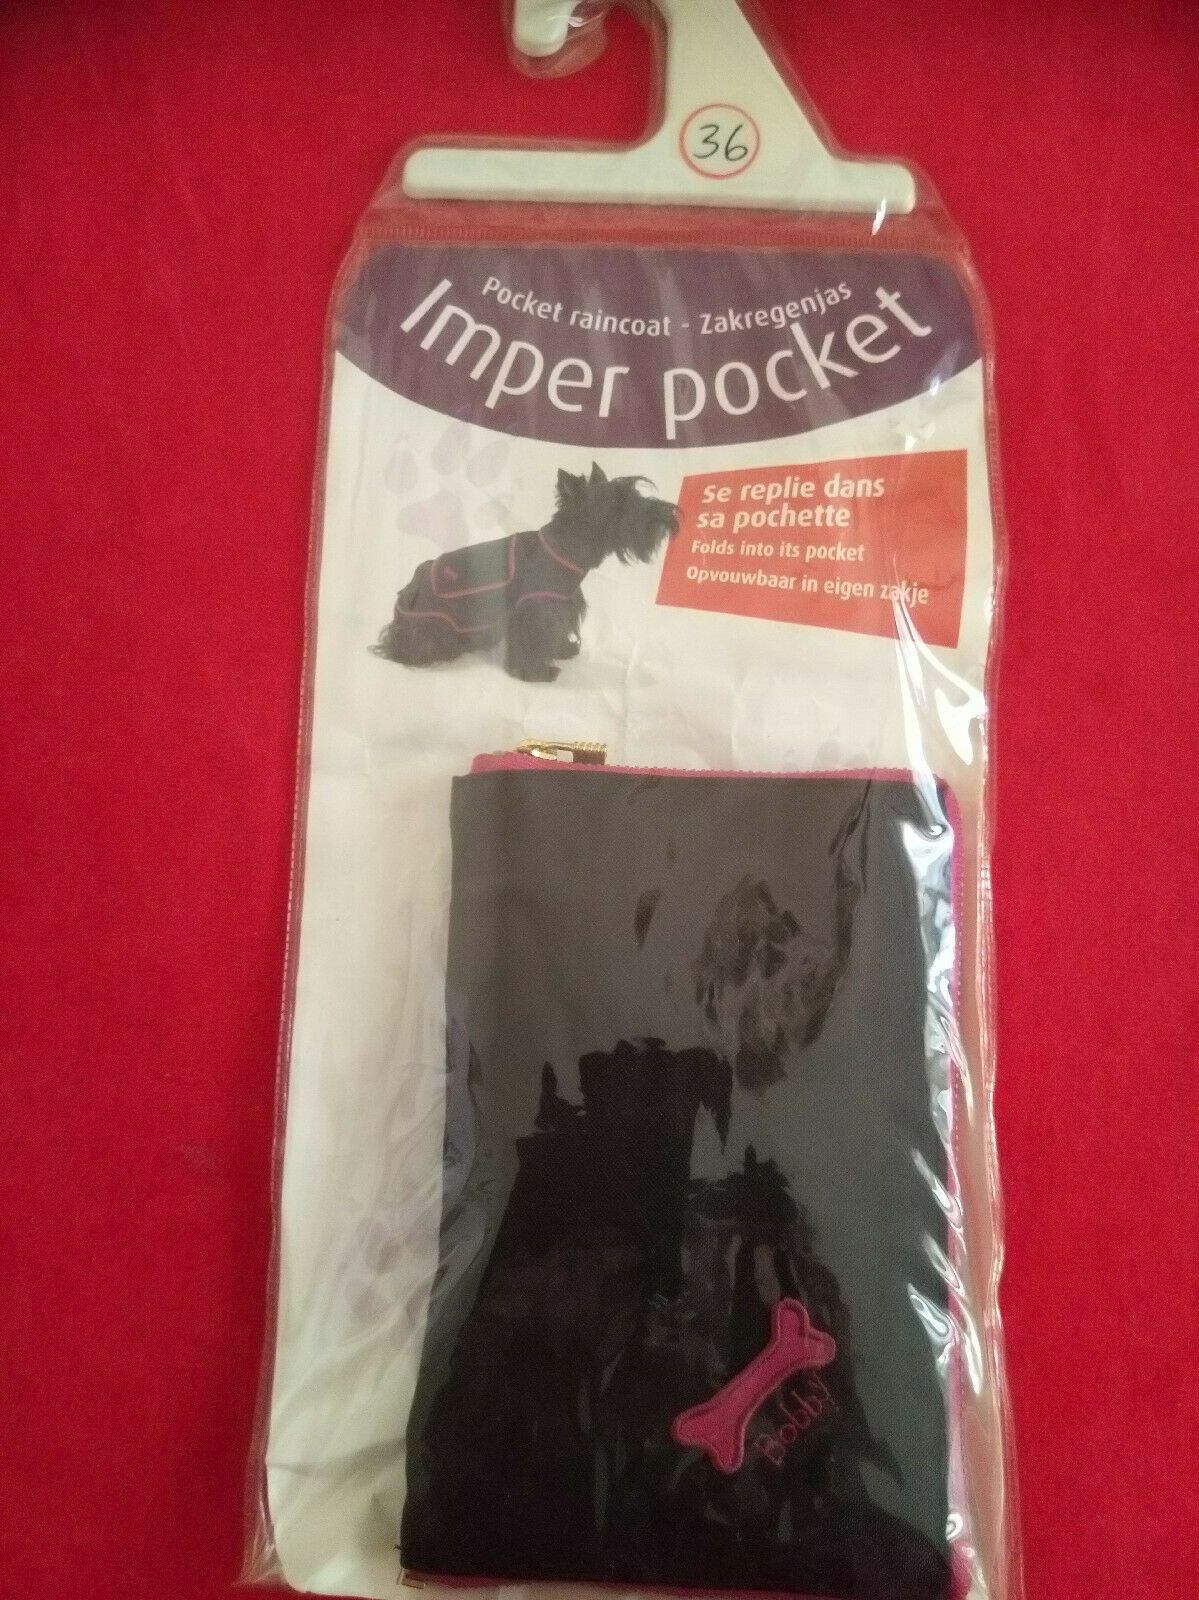 36
Pocket raincoat - Zakregenjas
Imper pocket
Se replie dans
sa pochette
Folds into its pocket
Opvouwbaar in eigen zakje
Bobby